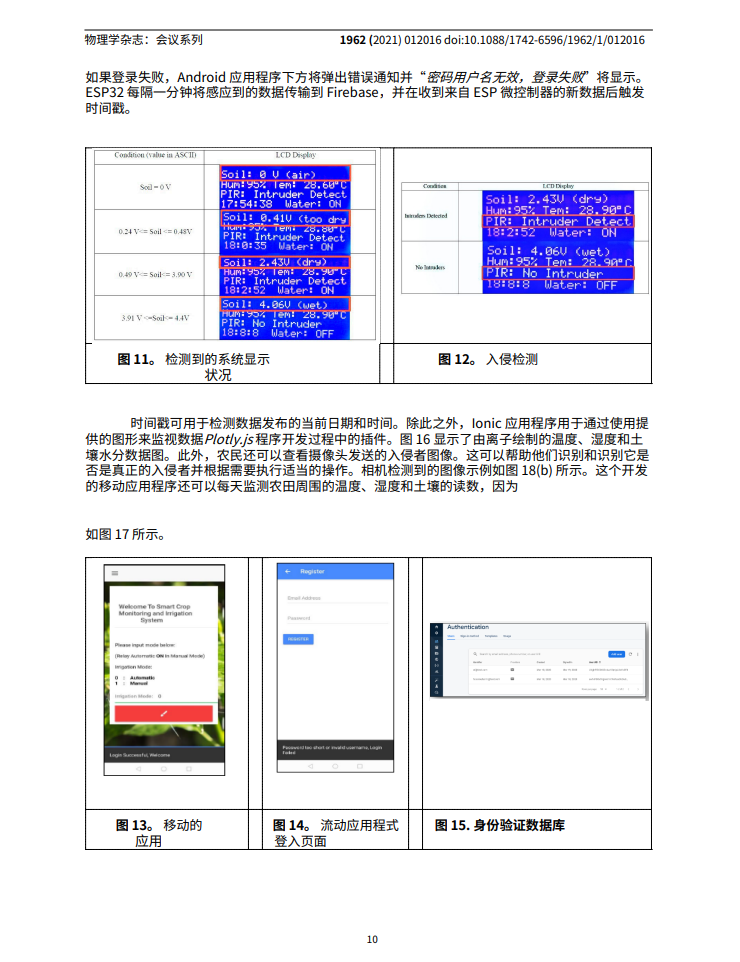 物理学杂志：会议系列 1962 (2021) 012016 doi:10.1088/1742-6596/1962/1/012016
如果登录失败，Android 应用程序下方将弹出错误通知并“密码用户名无效，登录失败”将显示。
ESP32 每隔一分钟将感应到的数据传输到 Firebase，并在收到来自 ESP 微控制器的新数据后触发
时间戳。
Condition (value in ASCII) LCD Display
Soil = 0 V
Soil: 0 V (air)
Hum:95% Tem: 28.60°C
PIR: Intruder Detect
17:54:38 Water: ON
0.24 V<= Soil <= 0.48V
Soil: 0.41V (too dry
Hum:95% Tem: 28.80°C
PIR: Intruder Detect
18:0:35 Water: ON
0.49 V<= Soil<= 3.90 V
Soil: 2.43V (dry)
Hum:95% Tem: 28.90°C
PIR: Intruder Detect
18:2:52 Water: ON
3.91 V <=Soil<= 4.4V
Soil: 4.06V (wet)
Hum:95% Tem: 28.90°C
PIR: No Intruder
18:8:8 Water: OFF
Condition LCD Display
Intruders Detected
Soil: 2.43V (dry)
Hum:95% Tem: 28.90°C
PIR: Intruder Detect
18:2:52 Water: ON
No Intruders
Soil: 4.06V (wet)
Hum:95% Tem: 28.90°C
PIR: No Intruder
18:8:8 Water: OFF
图 11。 检测到的系统显示
状况
图 12。 入侵检测
时间戳可用于检测数据发布的当前日期和时间。除此之外，Ionic 应用程序用于通过使用提
供的图形来监视数据Plotly.js 程序开发过程中的插件。图 16 显示了由离子绘制的温度、湿度和土
壤水分数据图。此外，农民还可以查看摄像头发送的入侵者图像。这可以帮助他们识别和识别它是
否是真正的入侵者并根据需要执行适当的操作。相机检测到的图像示例如图 18(b) 所示。这个开发
的移动应用程序还可以每天监测农田周围的温度、湿度和土壤的读数，因为
如图 17 所示。
Welcome To Smart Crop
Monitoring and Irrigation
System
Please input mode below:
(Relay Automatic ON in Manual Mode)
Irrigation Mode:
0 : Automatic
1 : Manual
Irrigation Mode: 0
Login Successful, Welcome
Register
Email Address
Password
REGISTER
Password too short or invalid username, Login
Failed
Authentication
图 13。 移动的
应用
图 14。 流动应用程式
登入页面
图 15. 身份验证数据库
10